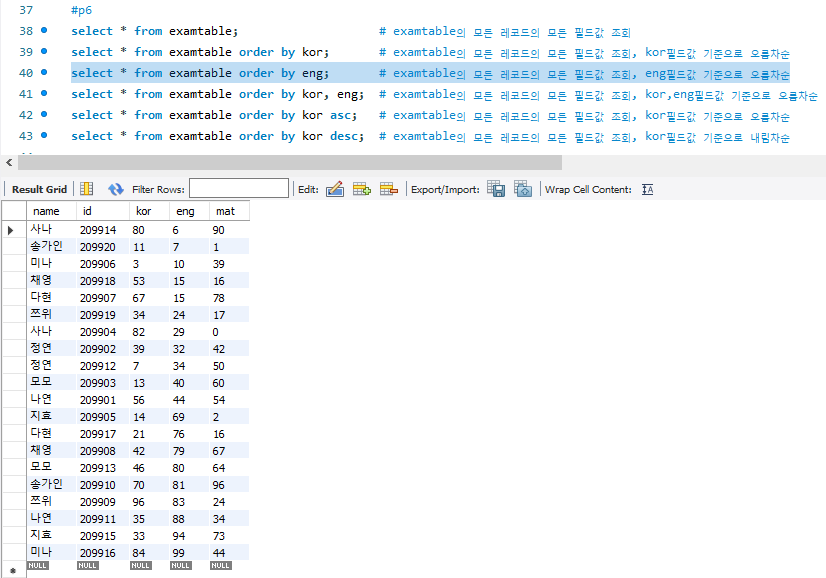 37 #p6
38 select * from examtable; # examtable의 모든 레코드의 모든 필드값 조회
39 select * from examtable order by kor; # examtable의 모든 레코드의 모든 필드값 조회, kor필드값 기준으로 오름차순
40 select * from examtable order by eng; # examtable의 모든 레코드의 모든 필드값 조회, eng필드값 기준으로 오름차순
41 select * from examtable order by kor, eng; # examtable의 모든 레코드의 모든 필드값 조회, kor,eng필드값 기준으로 오름차순
42 select * from examtable order by kor asc; # examtable의 모든 레코드의 모든 필드값 조회, kor필드값 기준으로 오름차순
43 select * from examtable order by kor desc; # examtable의 모든 레코드의 모든 필드값 조회, kor필드값 기준으로 내림차순
Result Grid Filter Rows: Edit: Export/Import: Wrap Cell Content:
name id kor eng mat
사나 209914 80 6 90
송가인 209920 11 7 1
미나 209906 3 10 39
채영 209918 53 15 16
다현 209907 67 15 78
쯔위 209919 34 24 17
사나 209904 82 29 0
정연 209902 39 32 42
정연 209912 7 34 50
모모 209903 13 40 60
나연 209901 56 44 54
지효 209905 14 69 2
다현 209917 21 76 16
채영 209908 42 79 67
모모 209913 46 80 64
송가인 209910 70 81 96
쯔위 209909 96 83 24
나연 209911 35 88 34
지효 209915 33 94 73
미나 209916 84 99 44
NULL NULL NULL NULL NULL